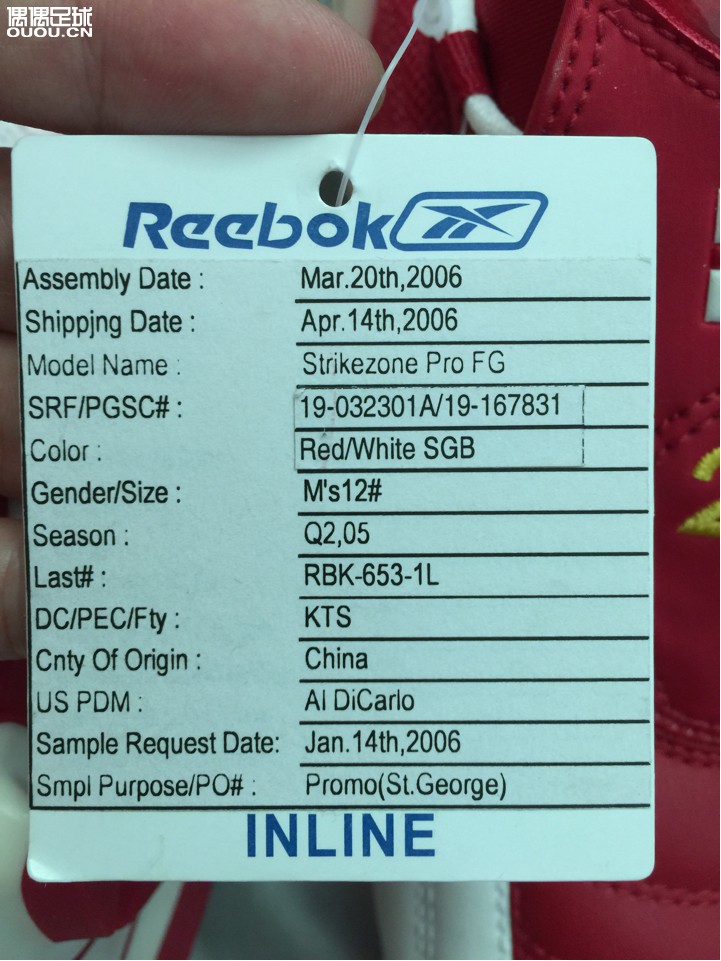 偶偶足球
OUOU.CN
Reebok
Assembly Date : Mar.20th,2006
Shippjng Date : Apr.14th,2006
Model Name : Strikezone Pro FG
SRF/PGSC# : 19-032301A/19-167831
Color : Red/White SGB
Gender/Size : M's12#
Season : Q2,05
Last# : RBK-653-1L
DC/PEC/Fty : KTS
Cnty Of Origin : China
US PDM : Al DiCarlo
Sample Request Date: Jan.14th,2006
Smpl Purpose/PO# : Promo(St.George)
INLINE
2